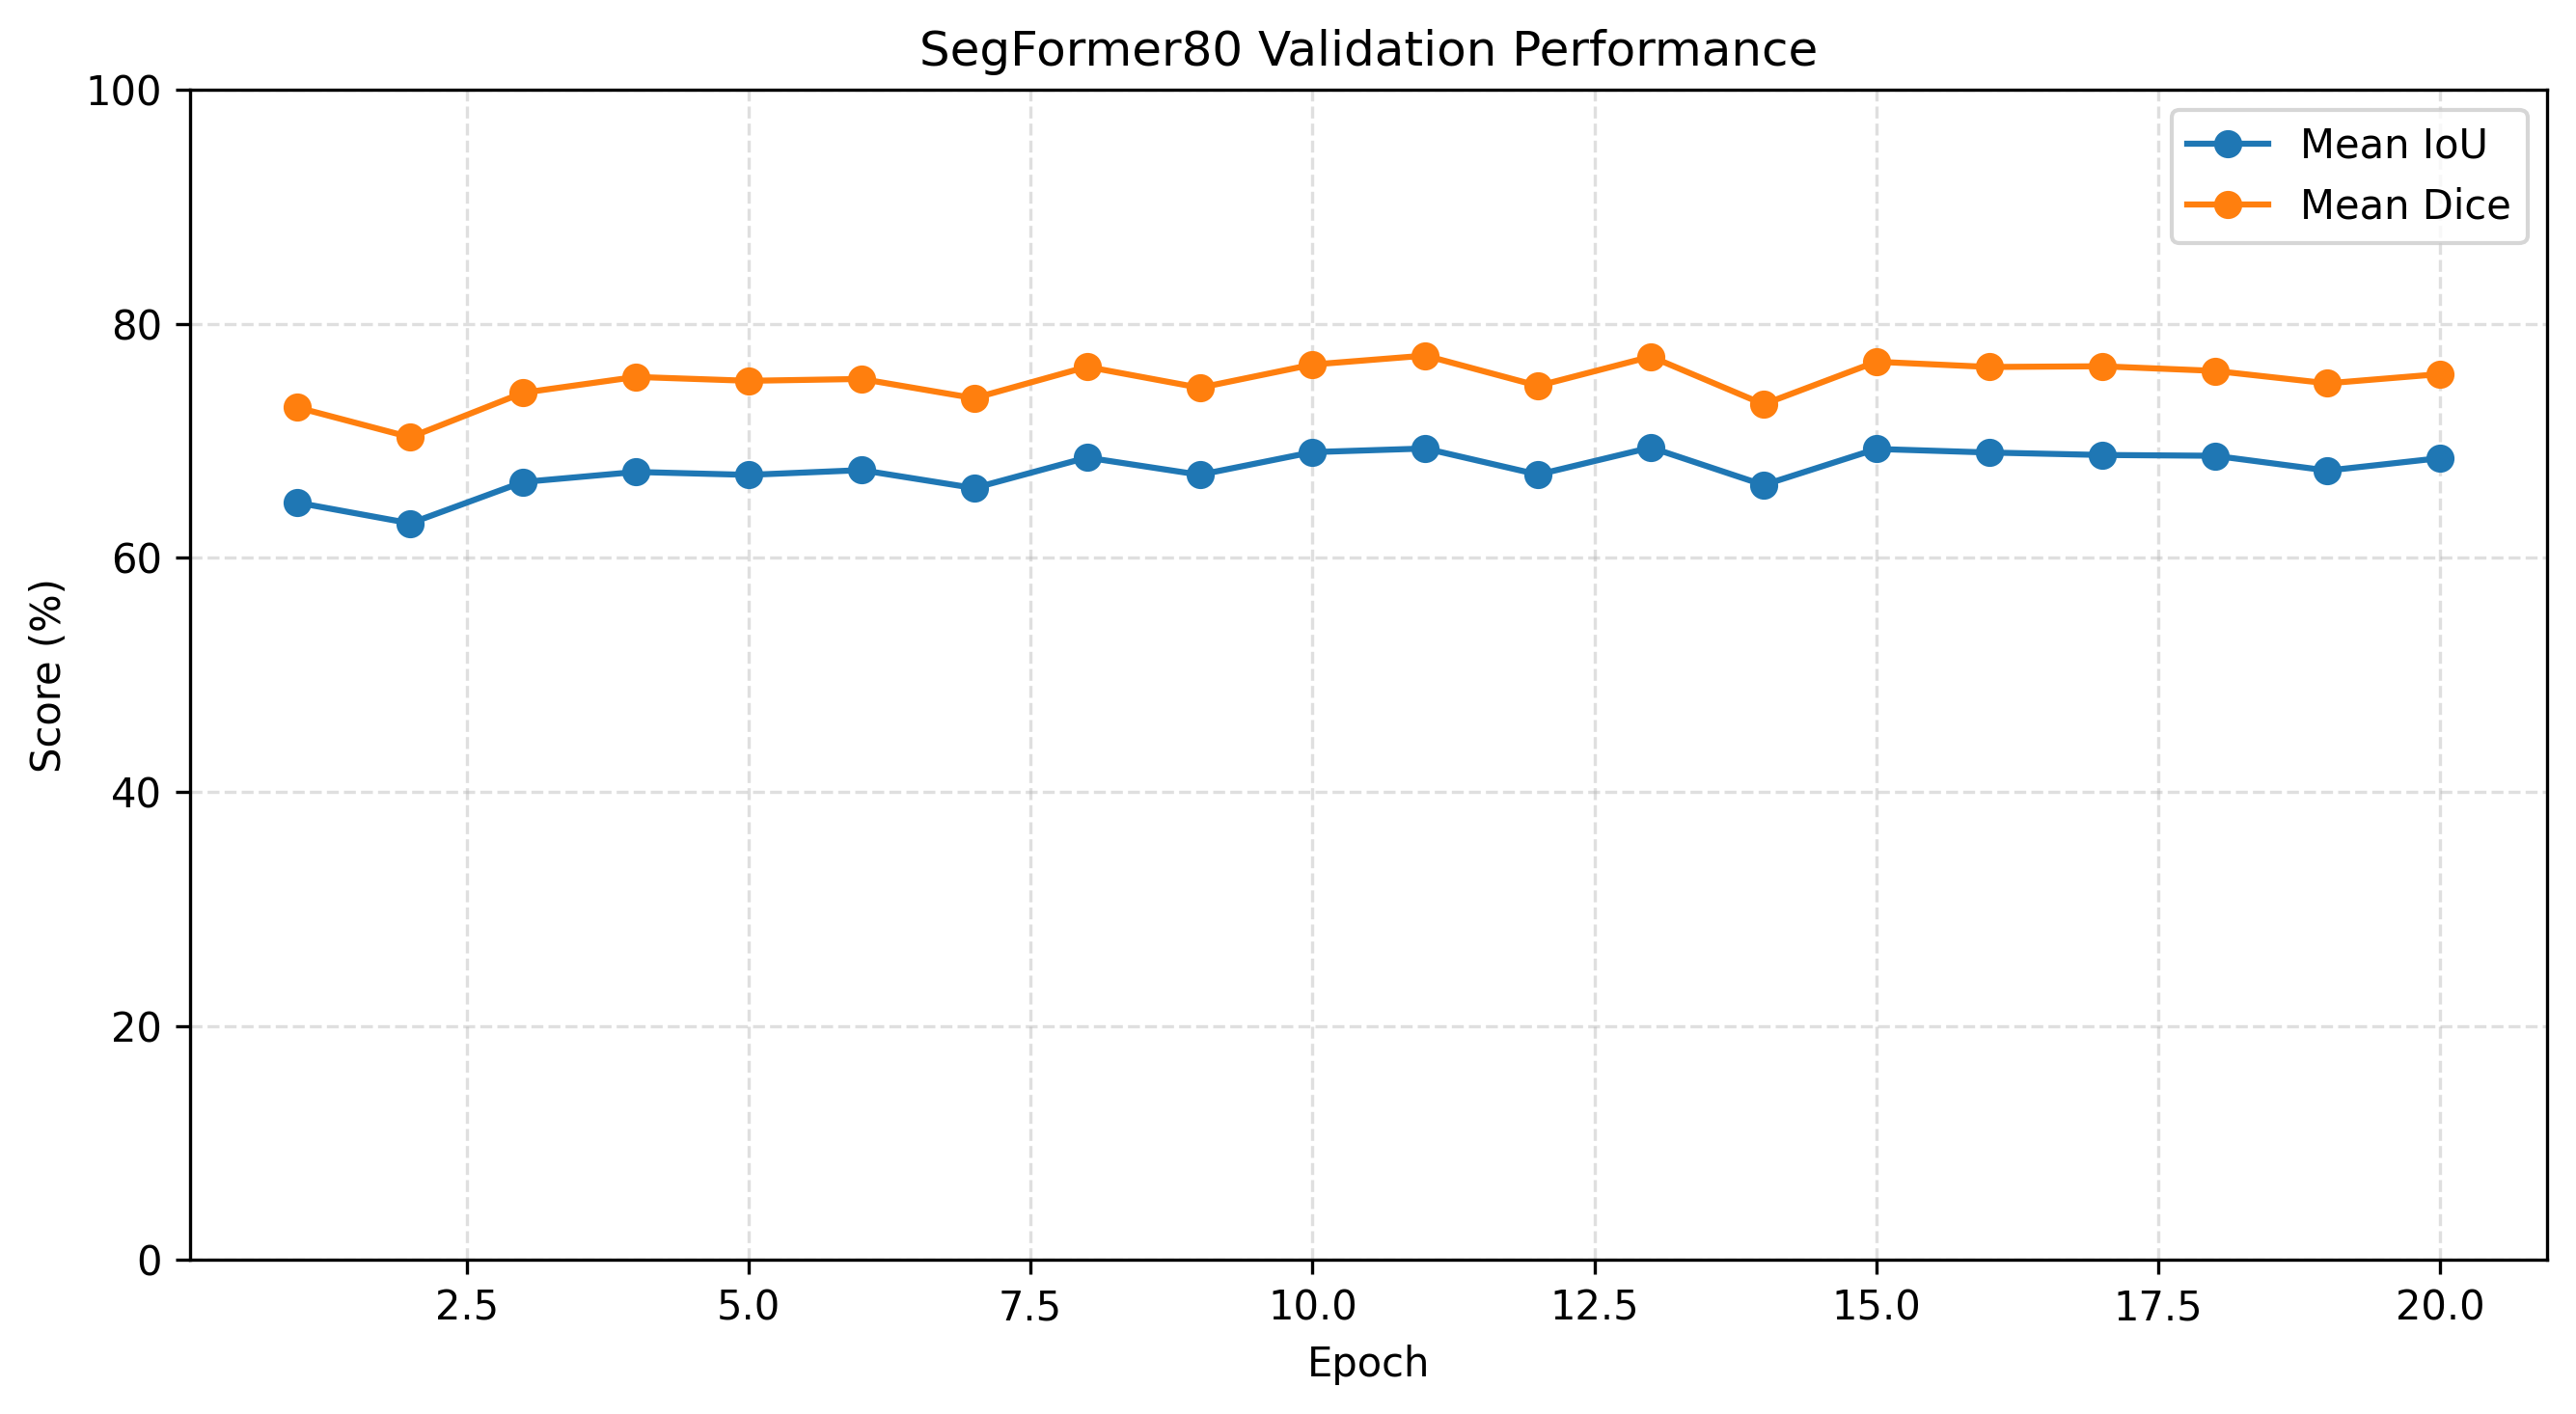 SegFormer80 Validation Performance
100
80
60
40
20
0
Score (%)
Mean IoU
Mean Dice
2.5 5.0 7.5 10.0 12.5 15.0 17.5 20.0
Epoch